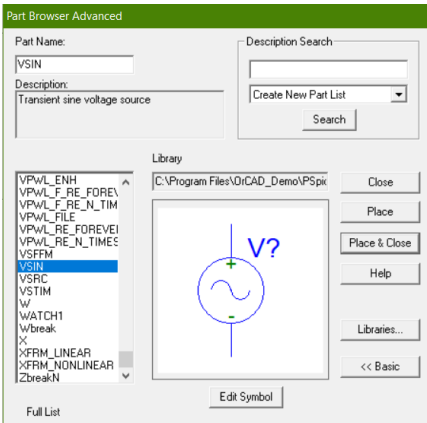 Part Browser Advanced
Part Name:
VSIN
Description:
Transient sine voltage source
Description Search
Create New Part List
Search
Library
C:\Program Files\OrCAD_Demo\PSpic
VPWL_ENH
VPWL_F_RE_FOREV
VPWL_F_RE_N_TIM
VPWL_FILE
VPWL_RE_FOREVE
VPWL_RE_N_TIMES
VSFFM
VSIN
VSRC
VSTIM
W
WATCH1
Wbreak
X
XFRM_LINEAR
XFRM_NONLINEAR
ZbreakN
Full List
V?
+
-
Edit Symbol
Close
Place
Place & Close
Help
Libraries...
<< Basic